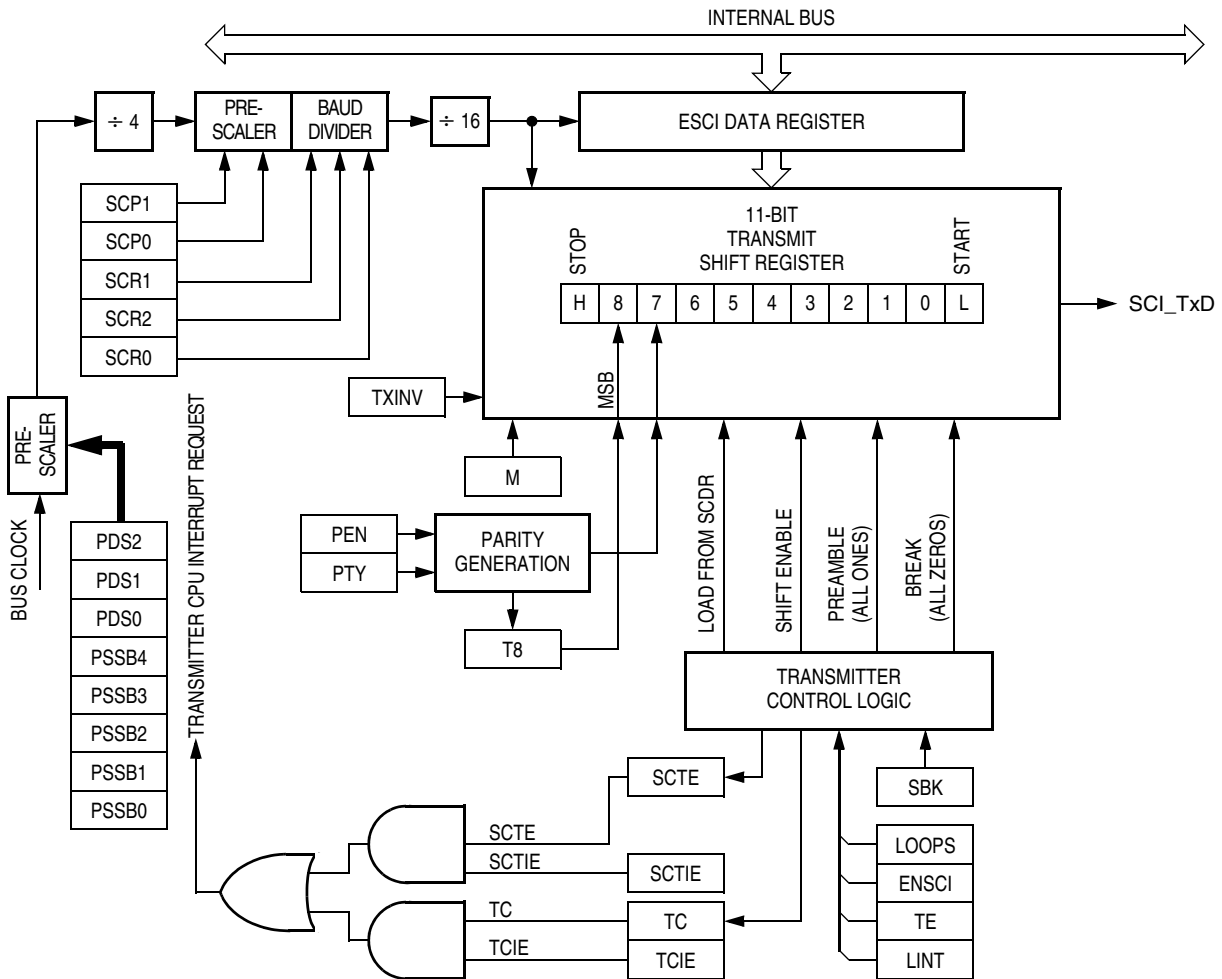 INTERNAL BUS
÷ 4
PRE-
SCALER
BAUD
DIVIDER
÷ 16
ESCI DATA REGISTER
SCP1
SCP0
SCR1
SCR2
SCR0
11-BIT
TRANSMIT
SHIFT REGISTER
STOP
START
H 8 7 6 5 4 3 2 1 0 L
SCI_TxD
MSB
TXINV
M
PRE-
SCALER
BUS CLOCK
PDS2
PDS1
PDS0
PSSB4
PSSB3
PSSB2
PSSB1
PSSB0
TRANSMITTER CPU INTERRUPT REQUEST
PEN
PTY
PARITY
GENERATION
T8
LOAD FROM SCDR
SHIFT ENABLE
PREAMBLE
(ALL ONES)
BREAK
(ALL ZEROS)
TRANSMITTER
CONTROL LOGIC
SCTE
SBK
SCTE
SCTIE
SCTIE
LOOPS
ENSCI
TE
LINT
TC
TC
TCIE
TCIE